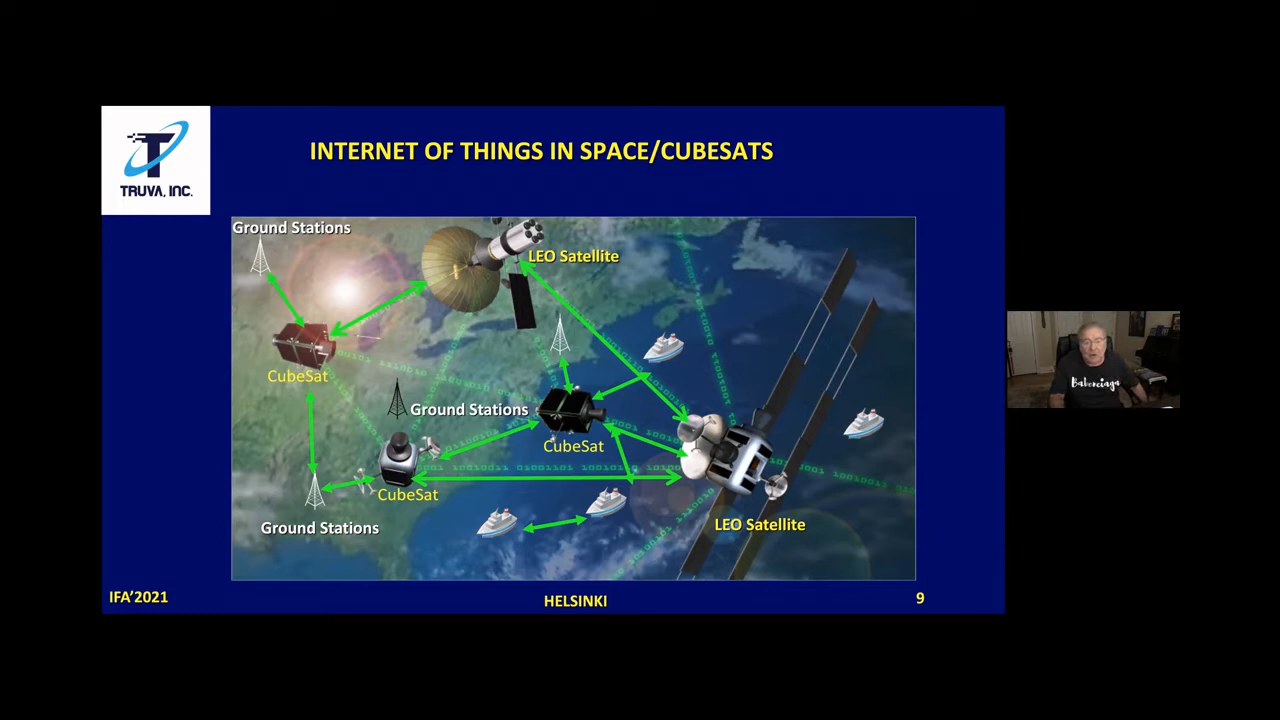 TRUVA, INC.
INTERNET OF THINGS IN SPACE/CUBESATS
Ground Stations
LEO Satellite
CubeSat
Ground Stations
CubeSat
CubeSat
Ground Stations
LEO Satellite
Babenciaga
IFA'2021
HELSINKI
9